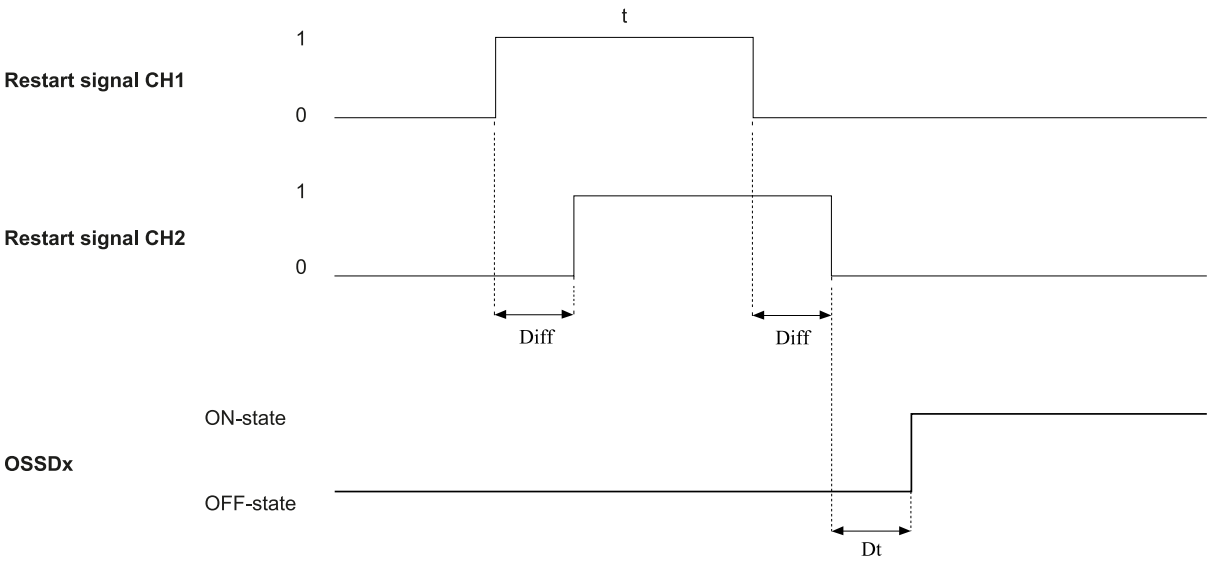 t
1
Restart signal CH1
0
1
Restart signal CH2
0
Diff Diff
ON-state
OSSDx
OFF-state
Dt